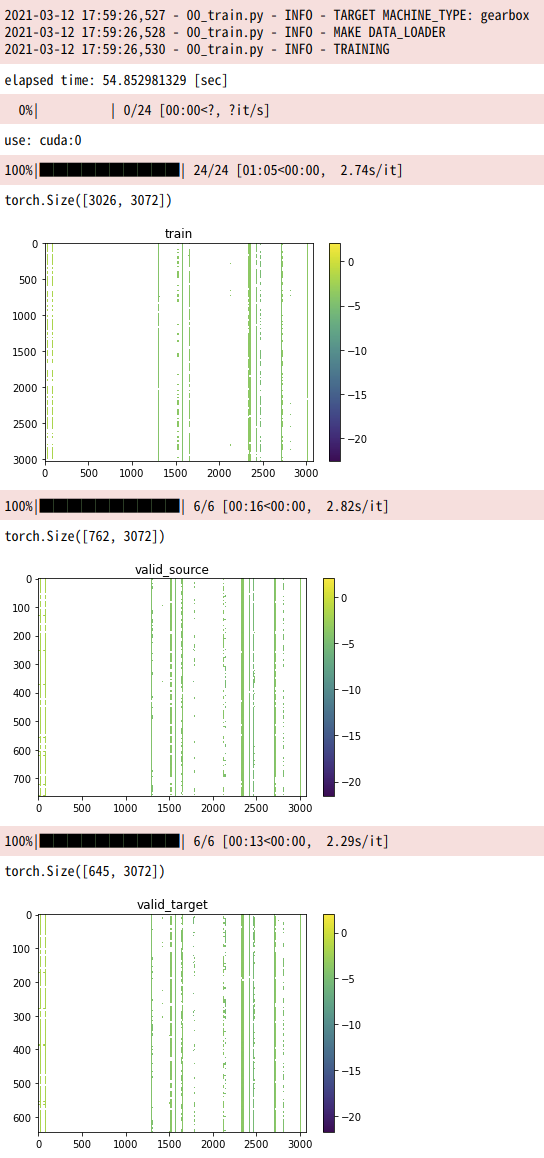 2021-03-12 17:59:26,527 - 00_train.py - INFO - TARGET MACHINE_TYPE: gearbox
2021-03-12 17:59:26,528 - 00_train.py - INFO - MAKE DATA_LOADER
2021-03-12 17:59:26,530 - 00_train.py - INFO - TRAINING
elapsed time: 54.852981329 [sec]
0%| | 0/24 [00:00<?, ?it/s]
use: cuda:0
100%|██████████| 24/24 [01:05<00:00, 2.74s/it]
torch.Size([3026, 3072])
train
0
500
1000
1500
2000
2500
3000
0 500 1000 1500 2000 2500 3000
0
−5
−10
−15
−20
100%|██████████| 6/6 [00:16<00:00, 2.82s/it]
torch.Size([762, 3072])
valid_source
0
100
200
300
400
500
600
700
0 500 1000 1500 2000 2500 3000
0
−5
−10
−15
−20
100%|██████████| 6/6 [00:13<00:00, 2.29s/it]
torch.Size([645, 3072])
valid_target
0
100
200
300
400
500
600
0 500 1000 1500 2000 2500 3000
0
−5
−10
−15
−20